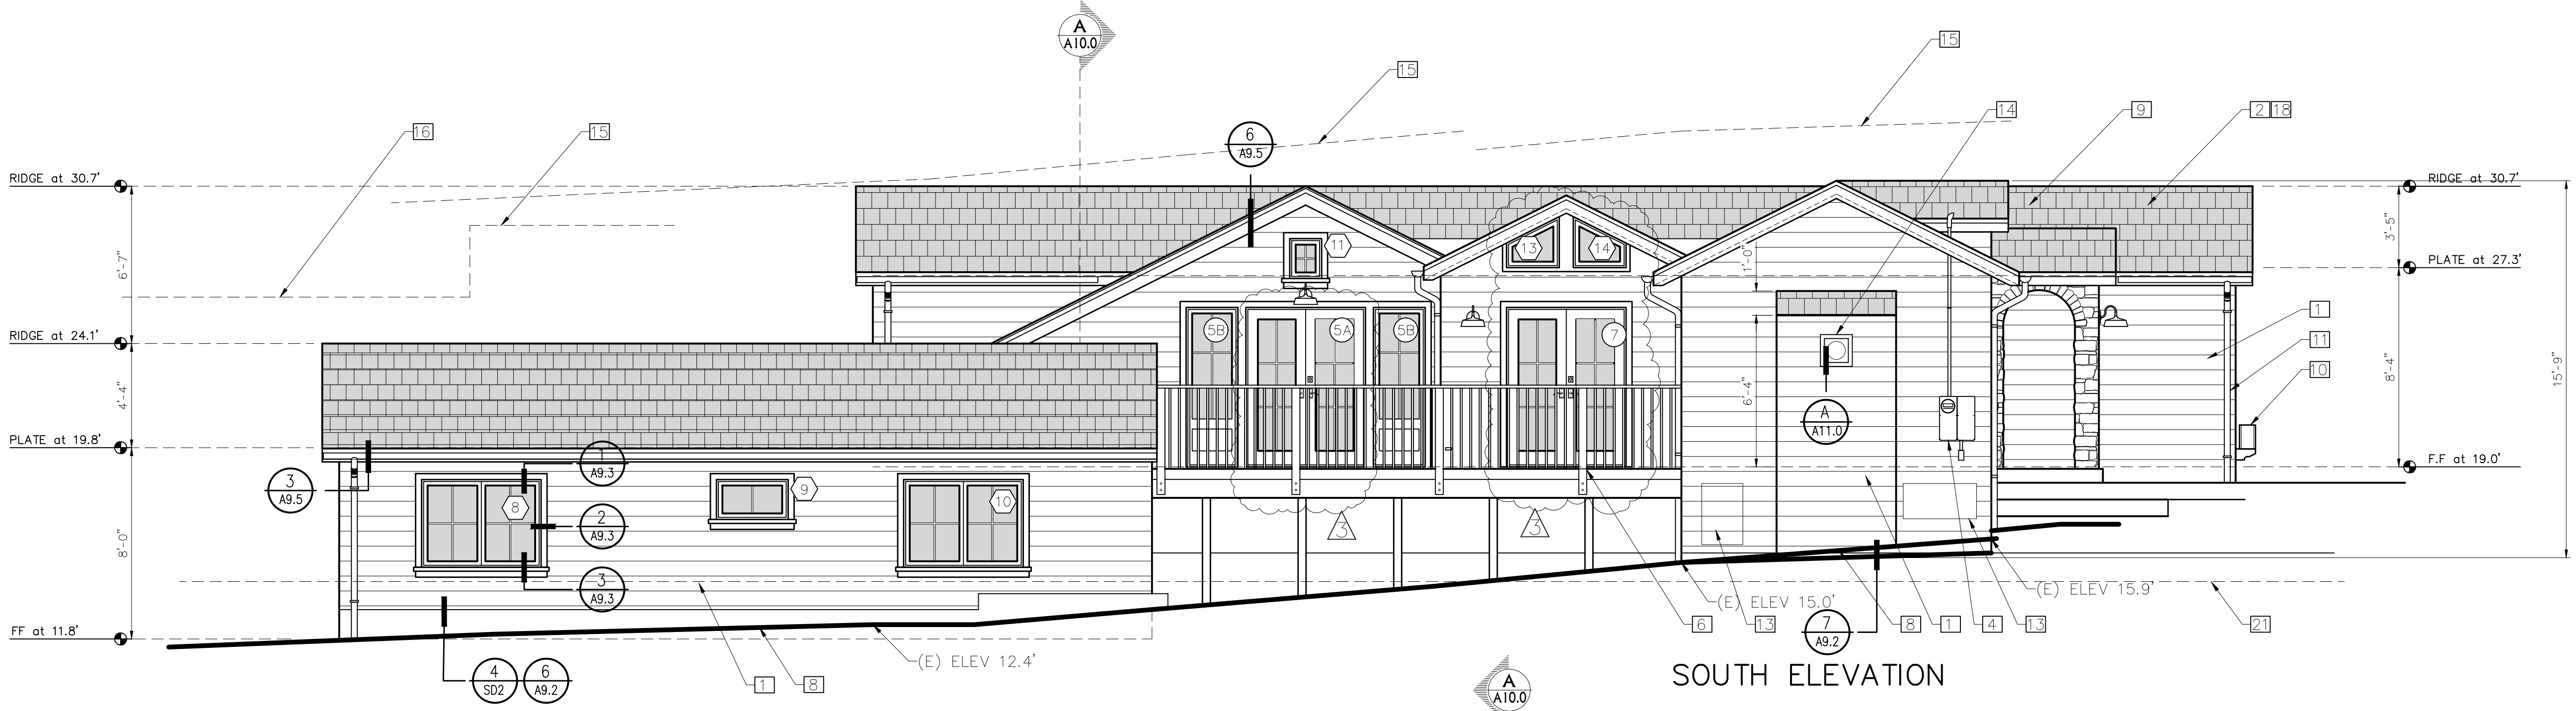 A
A10.0
15
15
6
A9.5
14
9
2 18
16
15
RIDGE at 30.7'
RIDGE at 30.7'
6'-7"
3'-5"
1'-0"
11
13
14
PLATE at 27.3'
1
5B
5A
5B
7
11
RIDGE at 24.1'
10
4'-4"
6'-4"
8'-4"
15'-9"
A
A11.0
PLATE at 19.8'
F.F at 19.0'
1
A9.3
3
A9.5
8
9
10
2
A9.3
8'-0"
3
3
3
A9.3
(E) ELEV 15.0'
(E) ELEV 15.9'
FF at 11.8'
6
13
7
A9.2
8
1
4
13
21
(E) ELEV 12.4'
4
SD2
6
A9.2
1
8
A
A10.0
SOUTH ELEVATION